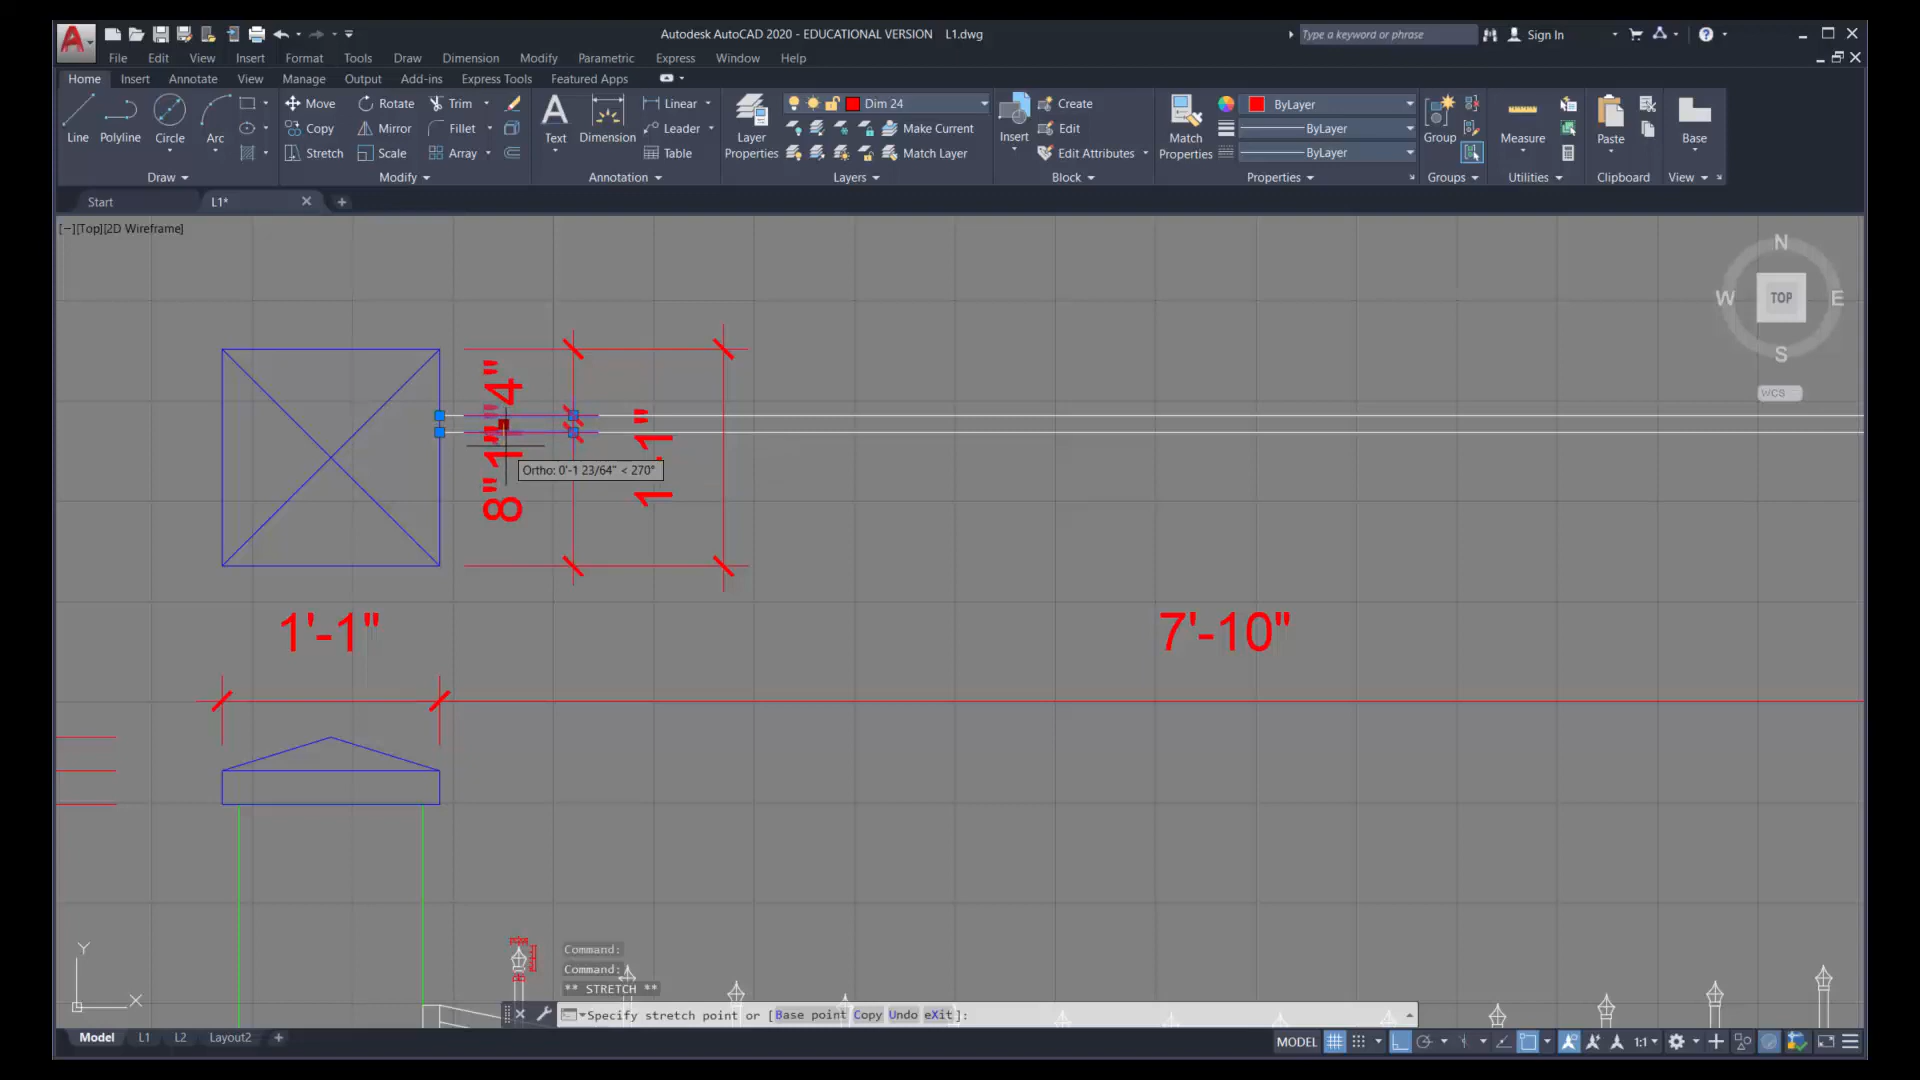 Autodesk AutoCAD 2020 - EDUCATIONAL VERSION L1.dwg
Type a keyword or phrase
Sign In
File Edit View Insert Format Tools Draw Dimension Modify Parametric Express Window Help
Home Insert Annotate View Manage Output Add-ins Express Tools Featured Apps
Line Polyline Circle Arc
Move Rotate Trim
Copy Mirror Fillet
Stretch Scale Array
Text Dimension
Linear
Leader
Table
Layer Properties
Dim 24
Make Current
Match Layer
Insert
Create
Edit
Edit Attributes
Match Properties
ByLayer
ByLayer
ByLayer
Group
Measure
Paste
Base
Draw Modify Annotation Layers Block Properties Groups Utilities Clipboard View
Start L1*
[−][Top][2D Wireframe]
N
W TOP E
S
WCS
4"
1"
8"
1'-1"
Ortho: 0'-1 23/64" < 270°
1'-1" 7'-10"
Y
X
Command:
Command:
** STRETCH **
Specify stretch point or [Base point Copy Undo eXit]:
Model L1 L2 Layout2
MODEL 1:1